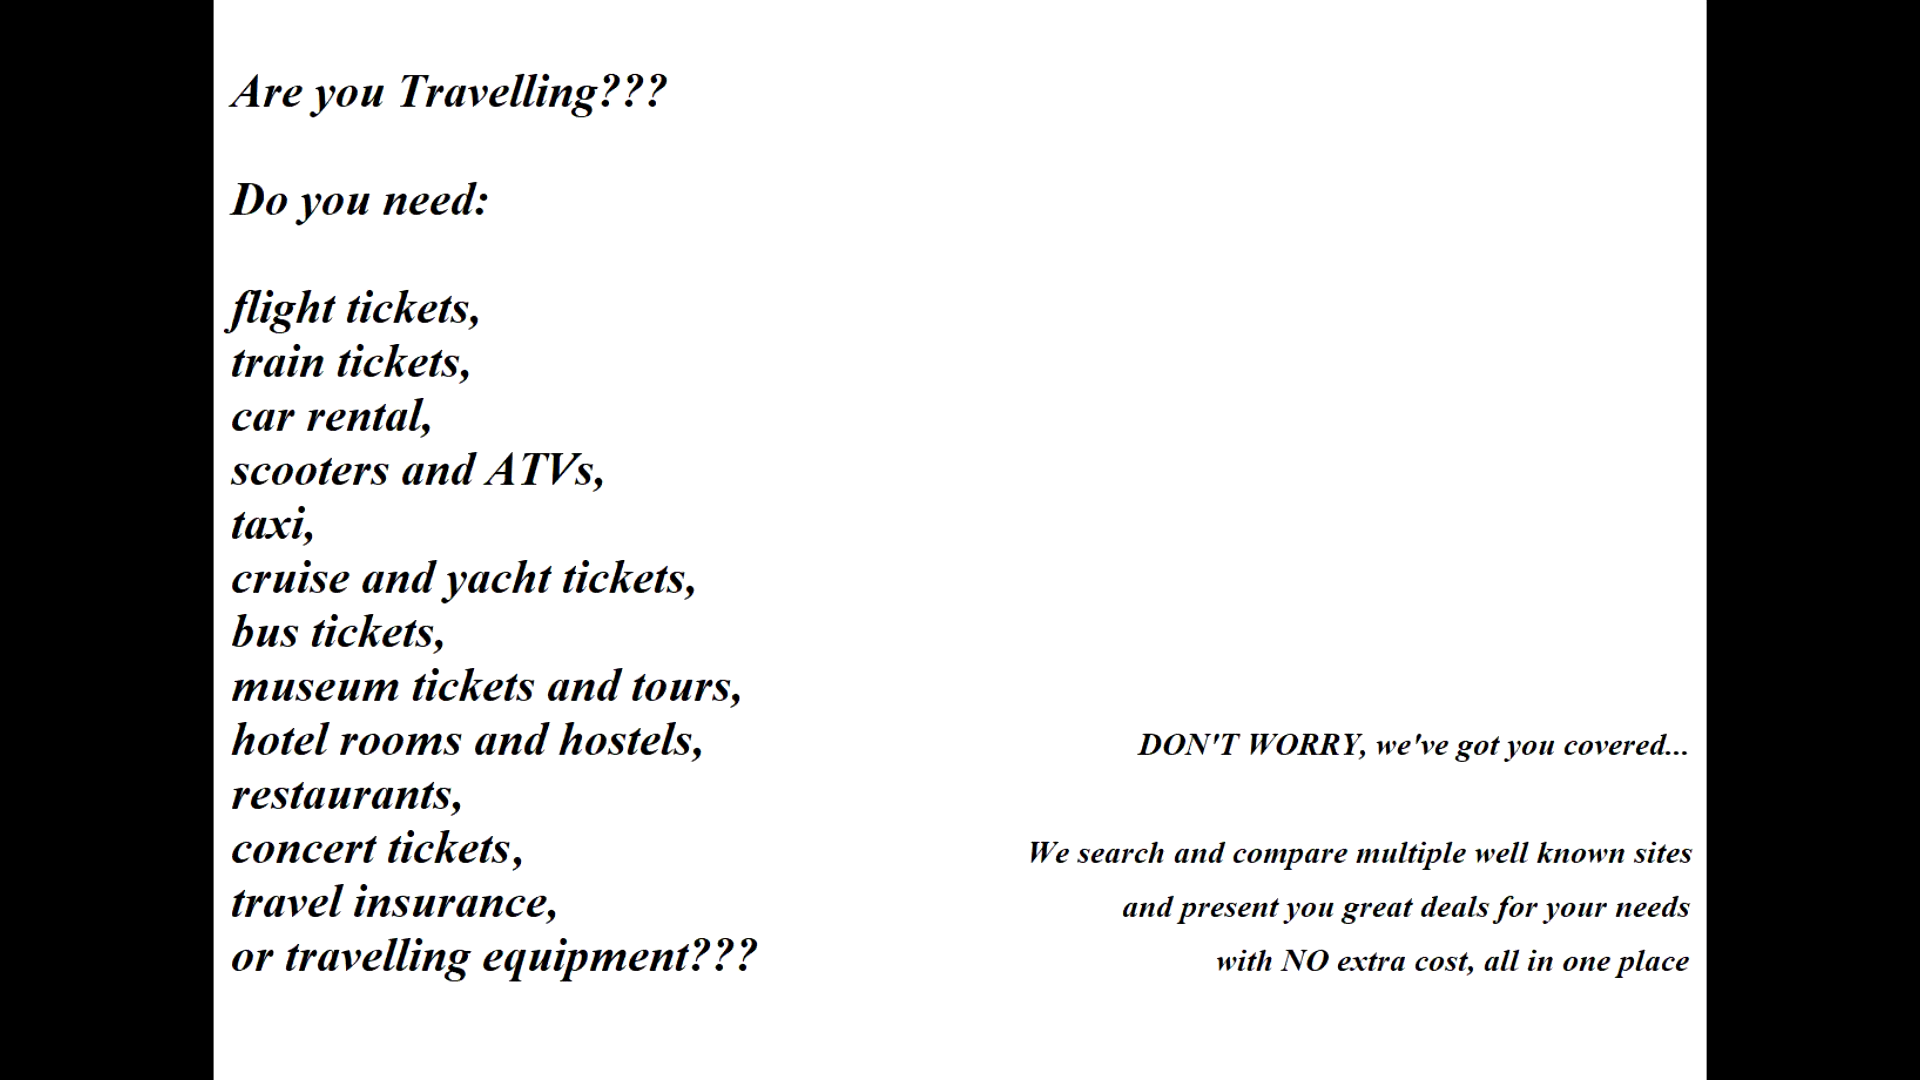 Are you Travelling???
Do you need:
flight tickets,
train tickets,
car rental,
scooters and ATVs,
taxi,
cruise and yacht tickets,
bus tickets,
museum tickets and tours,
hotel rooms and hostels,
restaurants,
concert tickets,
travel insurance,
or travelling equipment???
DON'T WORRY, we've got you covered...
We search and compare multiple well known sites
and present you great deals for your needs
with NO extra cost, all in one place